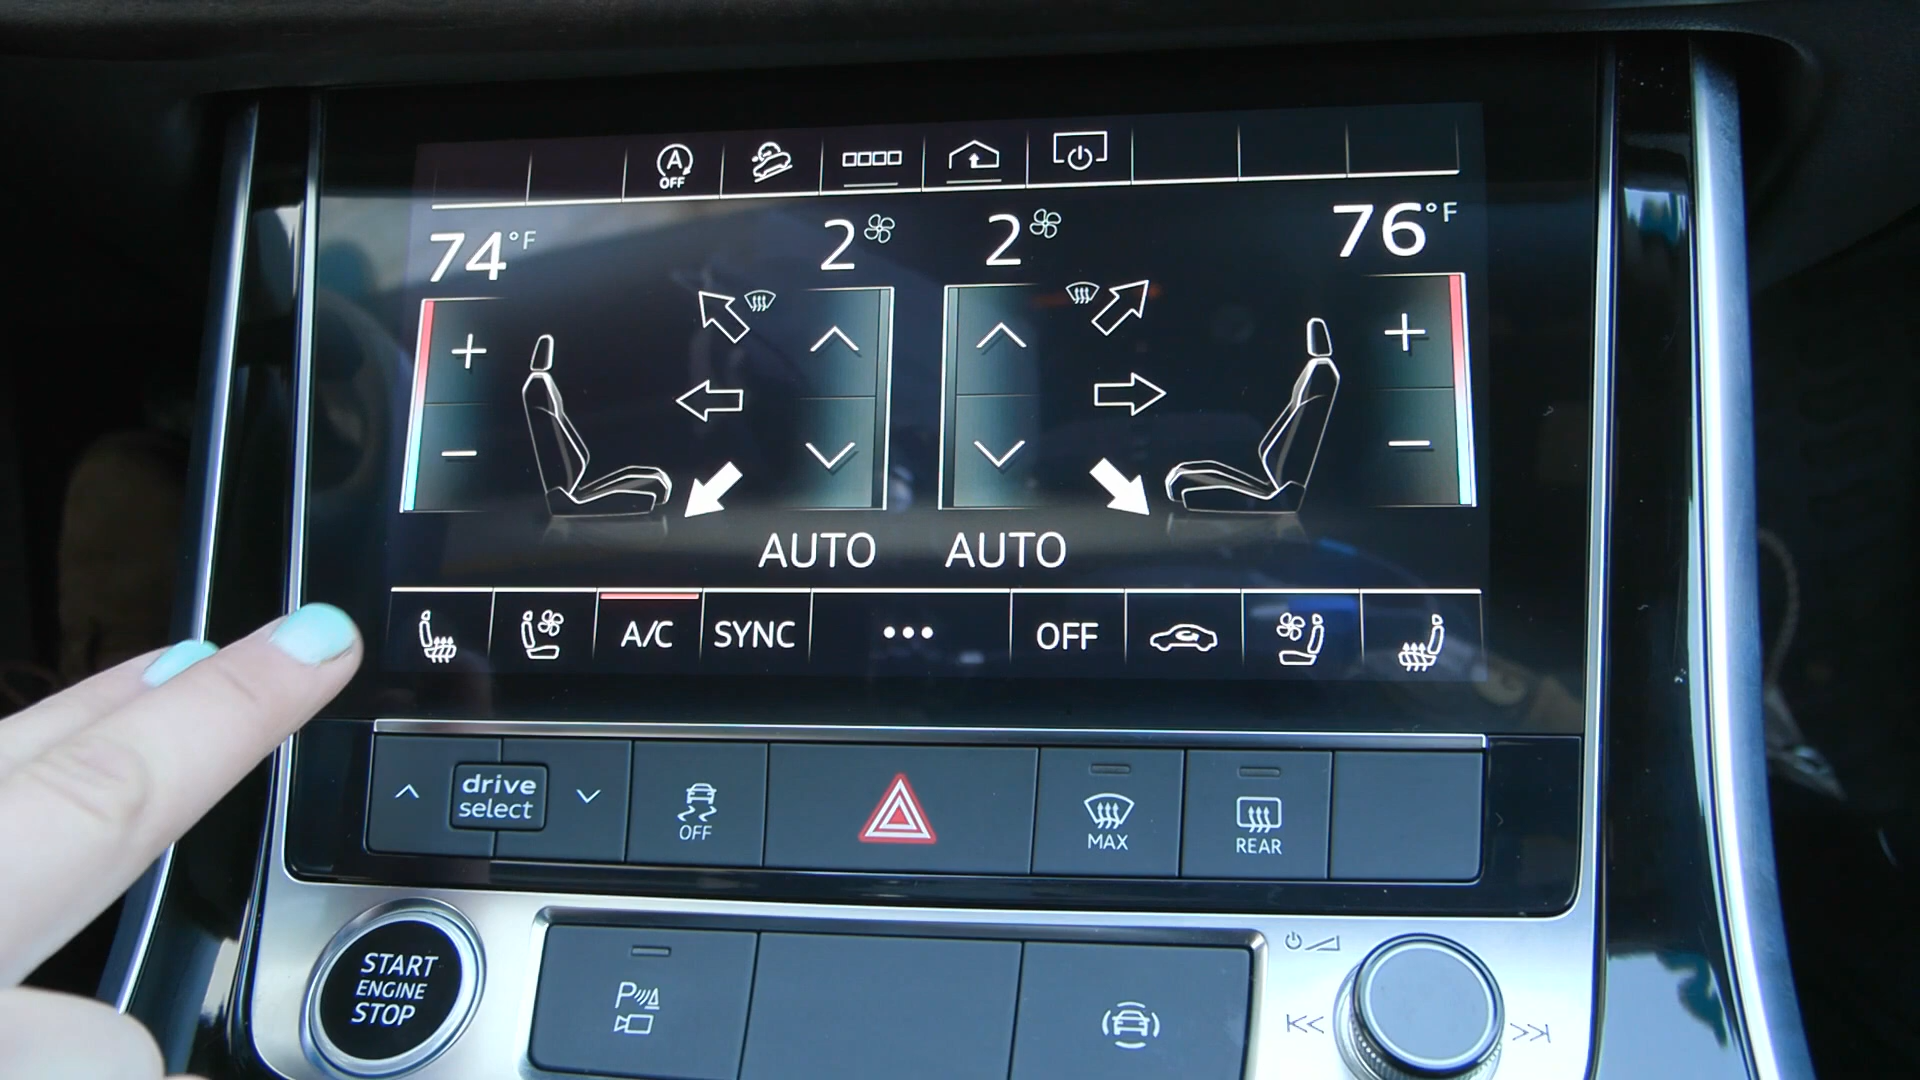 A
OFF
74°F
2
2
76°F
AUTO
AUTO
A/C
SYNC
OFF
drive
select
OFF
MAX
REAR
START
ENGINE
STOP
P